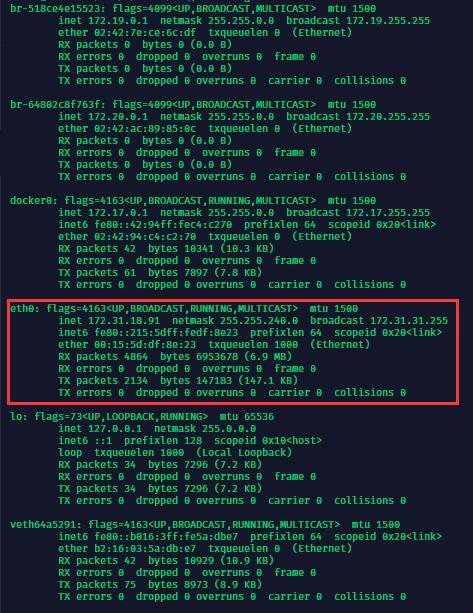 br-518ce4e15523: flags=4099<UP,BROADCAST,MULTICAST> mtu 1500
inet 172.19.0.1 netmask 255.255.0.0 broadcast 172.19.255.255
ether 02:42:7e:ce:6c:df txqueuelen 0 (Ethernet)
RX packets 0 bytes 0 (0.0 B)
RX errors 0 dropped 0 overruns 0 frame 0
TX packets 0 bytes 0 (0.0 B)
TX errors 0 dropped 0 overruns 0 carrier 0 collisions 0
br-64802c8f763f: flags=4099<UP,BROADCAST,MULTICAST> mtu 1500
inet 172.20.0.1 netmask 255.255.0.0 broadcast 172.20.255.255
ether 02:42:ac:89:85:0c txqueuelen 0 (Ethernet)
RX packets 0 bytes 0 (0.0 B)
RX errors 0 dropped 0 overruns 0 frame 0
TX packets 0 bytes 0 (0.0 B)
TX errors 0 dropped 0 overruns 0 carrier 0 collisions 0
docker0: flags=4163<UP,BROADCAST,RUNNING,MULTICAST> mtu 1500
inet 172.17.0.1 netmask 255.255.0.0 broadcast 172.17.255.255
inet6 fe80::42:94ff:fec4:c270 prefixlen 64 scopeid 0x20<link>
ether 02:42:94:c4:c2:70 txqueuelen 0 (Ethernet)
RX packets 42 bytes 10341 (10.3 KB)
RX errors 0 dropped 0 overruns 0 frame 0
TX packets 61 bytes 7897 (7.8 KB)
TX errors 0 dropped 0 overruns 0 carrier 0 collisions 0
eth0: flags=4163<UP,BROADCAST,RUNNING,MULTICAST> mtu 1500
inet 172.31.18.91 netmask 255.255.240.0 broadcast 172.31.31.255
inet6 fe80::215:5dff:fedf:8e23 prefixlen 64 scopeid 0x20<link>
ether 00:15:5d:df:8e:23 txqueuelen 1000 (Ethernet)
RX packets 4864 bytes 6953678 (6.9 MB)
RX errors 0 dropped 0 overruns 0 frame 0
TX packets 2134 bytes 147183 (147.1 KB)
TX errors 0 dropped 0 overruns 0 carrier 0 collisions 0
lo: flags=73<UP,LOOPBACK,RUNNING> mtu 65536
inet 127.0.0.1 netmask 255.0.0.0
inet6 ::1 prefixlen 128 scopeid 0x10<host>
loop txqueuelen 1000 (Local Loopback)
RX packets 34 bytes 7296 (7.2 KB)
RX errors 0 dropped 0 overruns 0 frame 0
TX packets 34 bytes 7296 (7.2 KB)
TX errors 0 dropped 0 overruns 0 carrier 0 collisions 0
veth64a5291: flags=4163<UP,BROADCAST,RUNNING,MULTICAST> mtu 1500
inet6 fe80::b016:3ff:fe5a:dbe7 prefixlen 64 scopeid 0x20<link>
ether b2:16:03:5a:db:e7 txqueuelen 0 (Ethernet)
RX packets 42 bytes 10929 (10.9 KB)
RX errors 0 dropped 0 overruns 0 frame 0
TX packets 75 bytes 8973 (8.9 KB)
TX errors 0 dropped 0 overruns 0 carrier 0 collisions 0